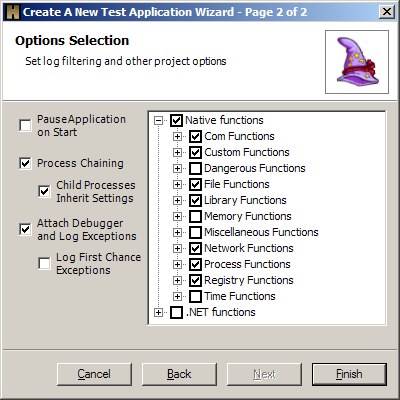 Create A New Test Application Wizard - Page 2 of 2
Options Selection
Set log filtering and other project options
PauseApplication
on Start
Process Chaining
Child Processes
Inherit Settings
Attach Debugger
and Log Exceptions
Log First Chance
Exceptions
Native functions
Com Functions
Custom Functions
Dangerous Functions
File Functions
Library Functions
Memory Functions
Miscellaneous Functions
Network Functions
Process Functions
Registry Functions
Time Functions
.NET functions
Cancel
Back
Next
Finish